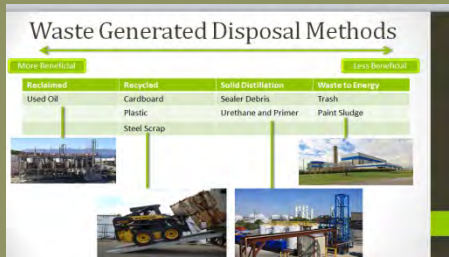 Waste Generated Disposal Methods
More Beneficial Less Beneficial
Reclaimed Recycled Solid Distillation Waste to Energy
Used Oil Cardboard Sealer Debris Trash
Plastic Urethane and Primer Paint Sludge
Steel Scrap